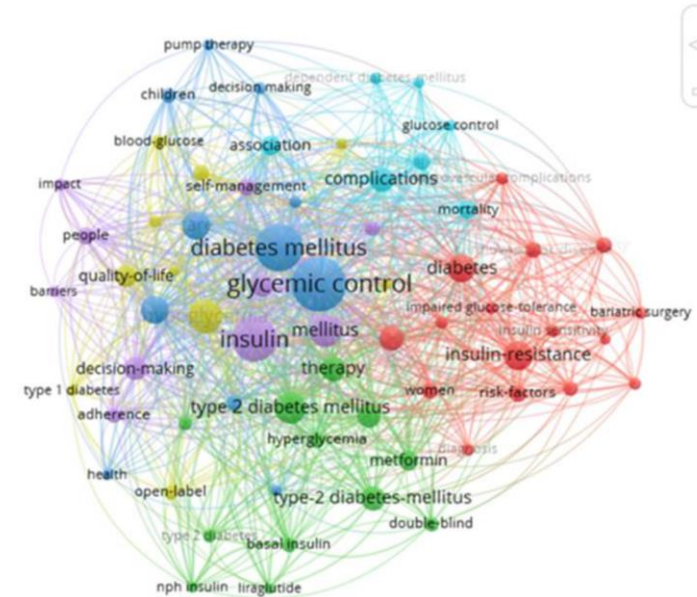 pump therapy
dependent diabetes mellitus
decision making
children
glucose control
blood-glucose
association
complications
self-management
impact
mortality
people
diabetes mellitus
diabetes
quality-of-life
glycemic control
barriers
impaired glucose-tolerance
bariatric surgery
insulin
mellitus
insulin sensitivity
insulin-resistance
decision-making
therapy
type 1 diabetes
women
risk-factors
adherence
type 2 diabetes mellitus
hyperglycemia
diagnosis
metformin
health
open-label
type-2 diabetes-mellitus
double-blind
type 2 diabetes
basal insulin
nph insulin
liraglutide